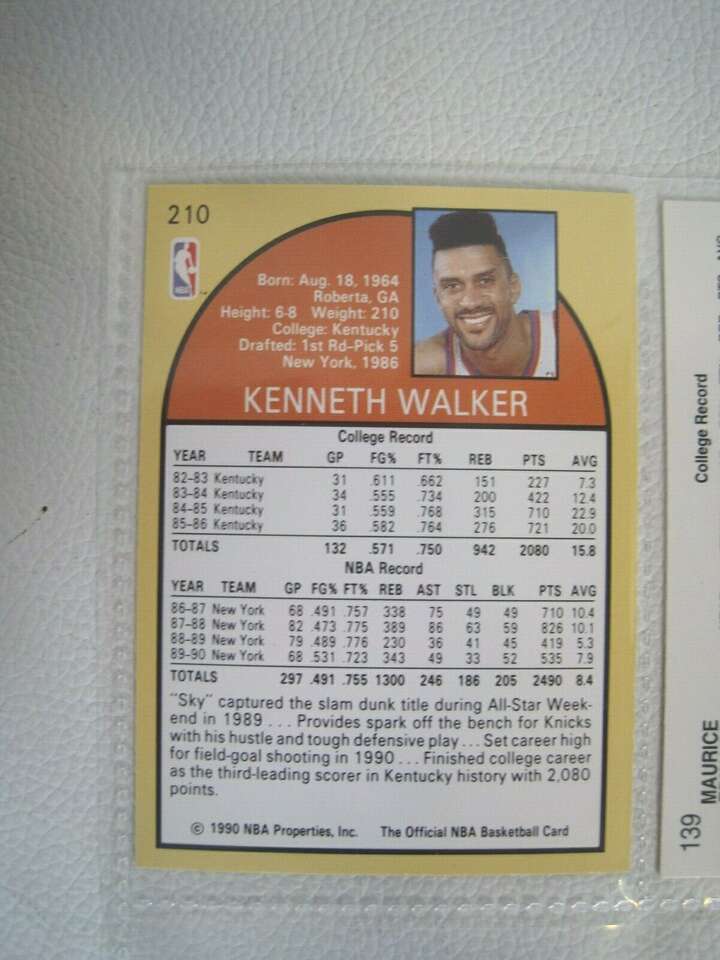 210
NBA
Born: Aug. 18, 1964
Roberta, GA
Height: 6-8 Weight: 210
College: Kentucky
Drafted: 1st Rd–Pick 5
New York, 1986
KENNETH WALKER
College Record
YEAR TEAM GP FG% FT% REB PTS AVG
82–83 Kentucky 31 .611 .662 151 227 7.3
83–84 Kentucky 34 .555 .734 200 422 12.4
84–85 Kentucky 31 .559 .768 315 710 22.9
85–86 Kentucky 36 .582 .764 276 721 20.0
TOTALS 132 .571 .750 942 2080 15.8
NBA Record
YEAR TEAM GP FG% FT% REB AST STL BLK PTS AVG
86–87 New York 68 .491 .757 338 75 49 49 710 10.4
87–88 New York 82 .473 .775 389 86 63 59 826 10.1
88–89 New York 79 .489 .776 230 36 41 45 419 5.3
89–90 New York 68 .531 .723 343 49 33 52 535 7.9
TOTALS 297 .491 .755 1300 246 186 205 2490 8.4
"Sky" captured the slam dunk title during All-Star Week-
end in 1989 . . . Provides spark off the bench for Knicks
with his hustle and tough defensive play . . . Set career high
for field-goal shooting in 1990 . . . Finished college career
as the third-leading scorer in Kentucky history with 2,080
points.
© 1990 NBA Properties, Inc. The Official NBA Basketball Card
139
MAURICE
College Record